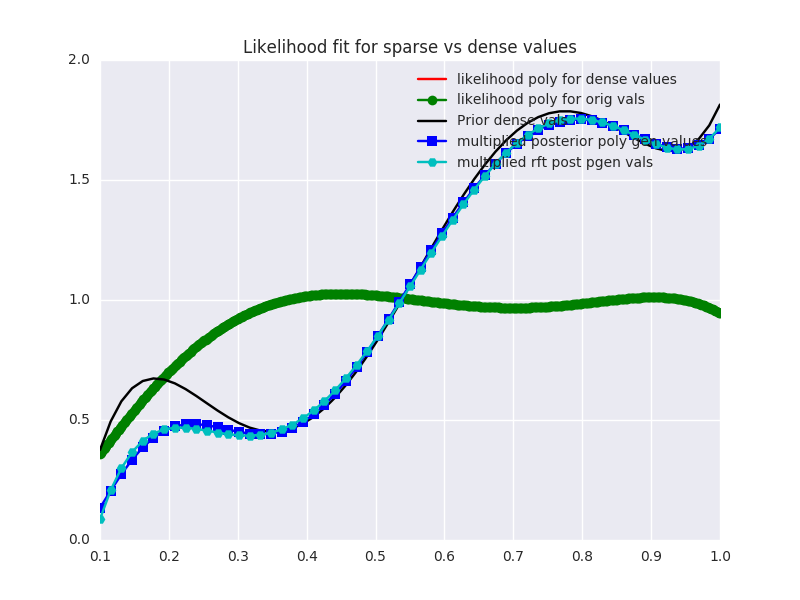 Likelihood fit for sparse vs dense values
likelihood poly for dense values
likelihood poly for orig vals
Prior dense vals
multiplied posterior poly gen values
multiplied rft post pgen vals
2.0
1.5
1.0
0.5
0.0
0.1 0.2 0.3 0.4 0.5 0.6 0.7 0.8 0.9 1.0